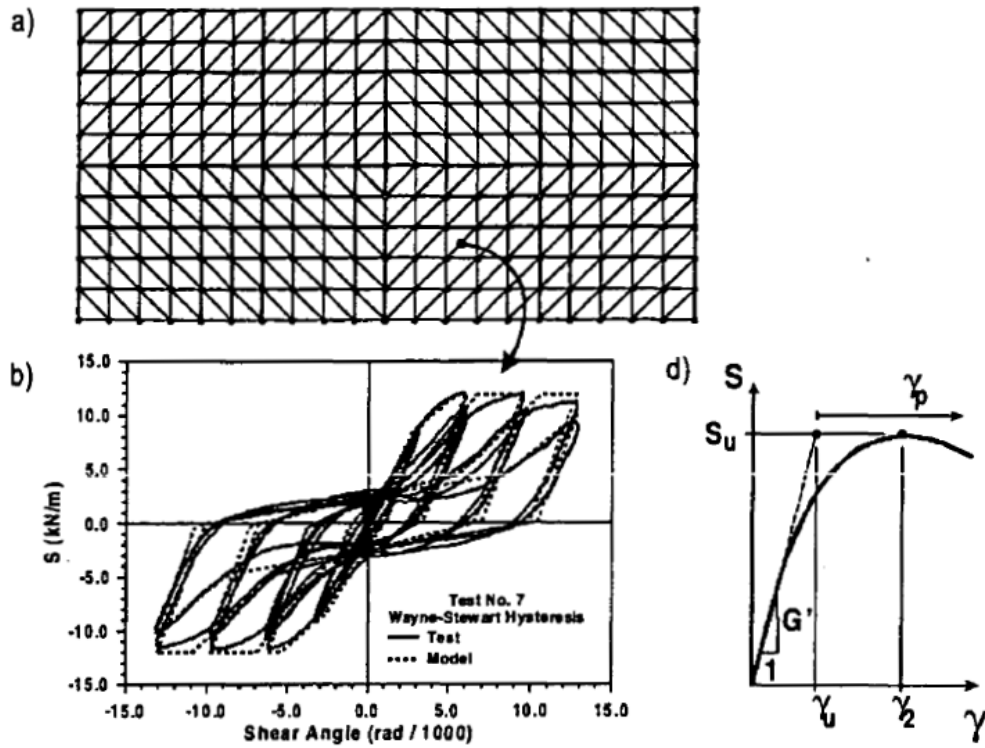 a)
b)
15.0
10.0
5.0
0.0
-5.0
-10.0
-15.0
S (kN/m)
Test No. 7
Wayne-Stewart Hysteresis
Test
Model
-15.0 -10.0 -5.0 0.0 5.0 10.0 15.0
Shear Angle (rad / 1000)
d)
S
γp
Su
G'
1
γu γ2 γ